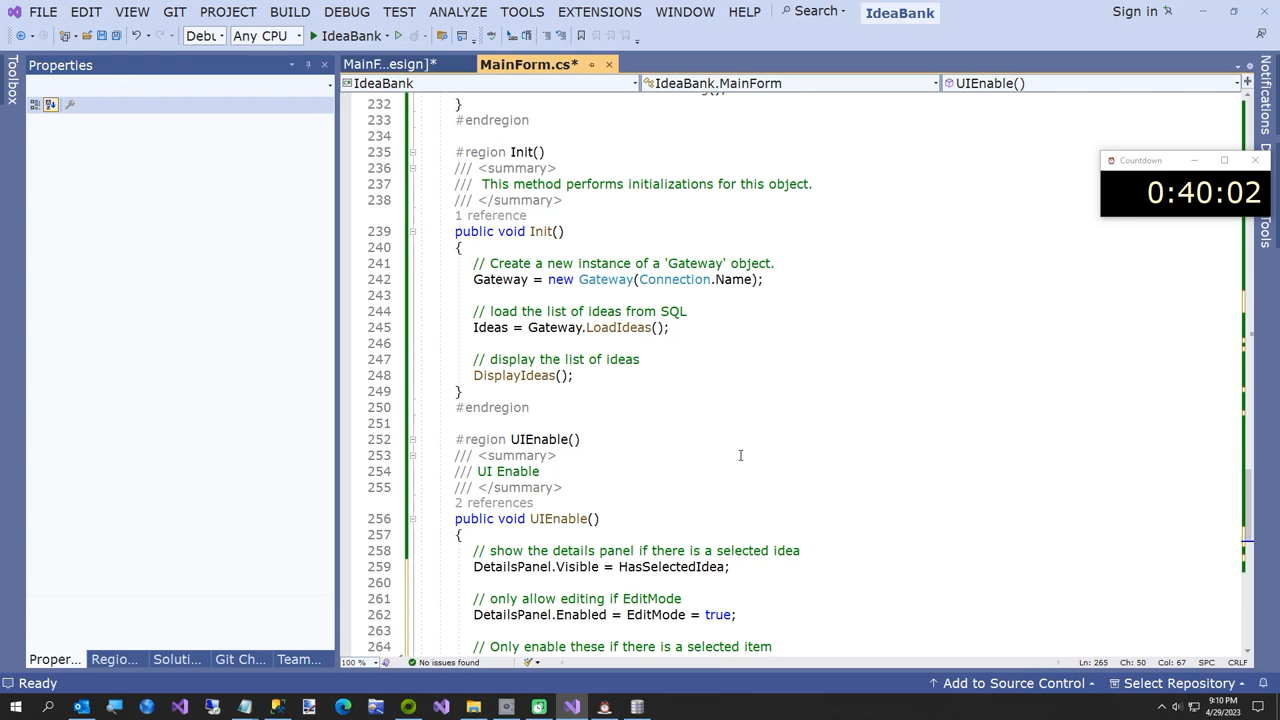 FILE EDIT VIEW GIT PROJECT BUILD DEBUG TEST ANALYZE TOOLS EXTENSIONS WINDOW HELP Search IdeaBank Sign in
Debu Any CPU IdeaBank
Toolbox
Properties
MainF...esign]* MainForm.cs*
IdeaBank IdeaBank.MainForm UIEnable()
Notifications
Countdown
0:40:02
232 }
233 #endregion
234
235 #region Init()
236 /// <summary>
237 /// This method performs initializations for this object.
238 /// </summary>
1 reference
239 public void Init()
240 {
241 // Create a new instance of a 'Gateway' object.
242 Gateway = new Gateway(Connection.Name);
243
244 // load the list of ideas from SQL
245 Ideas = Gateway.LoadIdeas();
246
247 // display the list of ideas
248 DisplayIdeas();
249 }
250 #endregion
251
252 #region UIEnable()
253 /// <summary>
254 /// UI Enable
255 /// </summary>
2 references
256 public void UIEnable()
257 {
258 // show the details panel if there is a selected idea
259 DetailsPanel.Visible = HasSelectedIdea;
260
261 // only allow editing if EditMode
262 DetailsPanel.Enabled = EditMode = true;
263
264 // Only enable these if there is a selected item
Proper... Regio... Soluti... Git Ch... Team...
100 % No issues found Ln: 265 Ch: 50 Col: 67 SPC CRLF
Ready Add to Source Control Select Repository
9:10 PM
4/29/2023